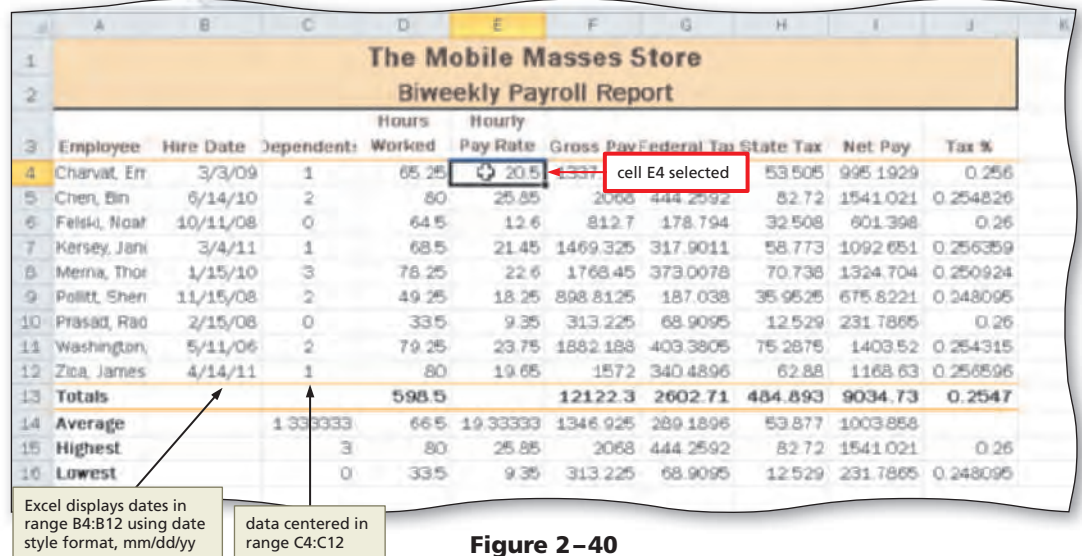 A B C D E F G H I J K
1 The Mobile Masses Store
2 Biweekly Payroll Report
Hours Hourly
3 Employee Hire Date Dependents Worked Pay Rate Gross Pay Federal Tax State Tax Net Pay Tax %
4 Charvat, Em 3/3/09 1 65.25 20.5 1337 cell E4 selected 53.505 995.1929 0.256
5 Chen, Bin 6/14/10 2 80 25.85 2068 444.2592 82.72 1541.021 0.254826
6 Felski, Noah 10/11/08 0 64.5 12.6 812.7 178.794 32.508 601.398 0.26
7 Kersey, Jane 3/4/11 1 68.5 21.45 1469.325 317.9011 58.773 1092.651 0.256359
8 Merna, Thor 1/15/10 3 78.25 22.6 1768.45 373.0078 70.738 1324.704 0.250924
9 Pollitt, Sherr 11/15/08 2 49.25 18.25 898.8125 187.038 35.9525 675.8221 0.248095
10 Prasad, Rao 2/15/08 0 33.5 9.35 313.225 68.9095 12.529 231.7865 0.26
11 Washington, 5/11/06 2 79.25 23.75 1882.188 403.3805 75.2875 1403.52 0.254315
12 Zica, James 4/14/11 1 80 19.65 1572 340.4896 62.88 1168.63 0.256596
13 Totals 598.5 12122.3 2602.71 484.893 9034.73 0.2547
14 Average 1.333333 66.5 19.33333 1346.925 289.1896 53.877 1003.858
15 Highest 3 80 25.85 2068 444.2592 82.72 1541.021 0.26
16 Lowest 0 33.5 9.35 313.225 68.9095 12.529 231.7865 0.248095
Excel displays dates in
range B4:B12 using date
style format, mm/dd/yy
data centered in
range C4:C12
Figure 2–40